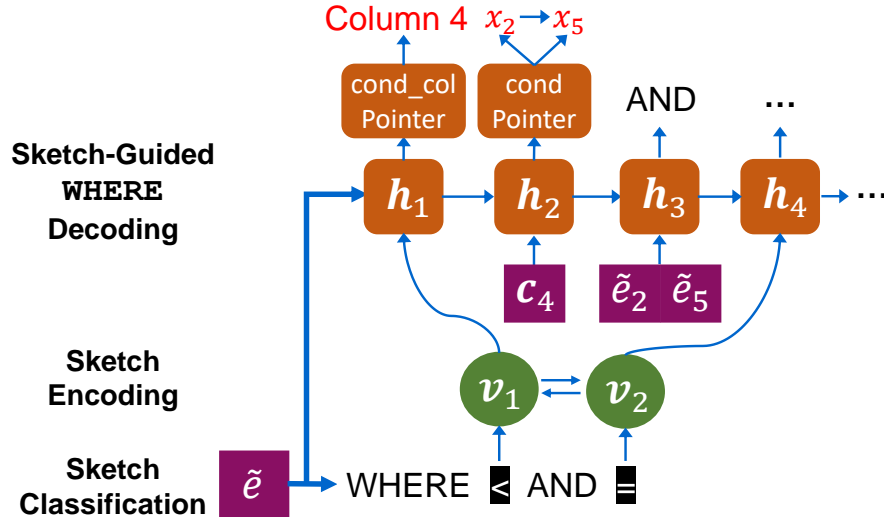 Column 4 x₂ → x₅
cond_col
Pointer
cond
Pointer
AND
...
Sketch-Guided
WHERE
Decoding
h₁
h₂
h₃
h₄
...
c₄
ẽ₂ ẽ₅
Sketch
Encoding
v₁
v₂
Sketch
Classification
ẽ
WHERE < AND =